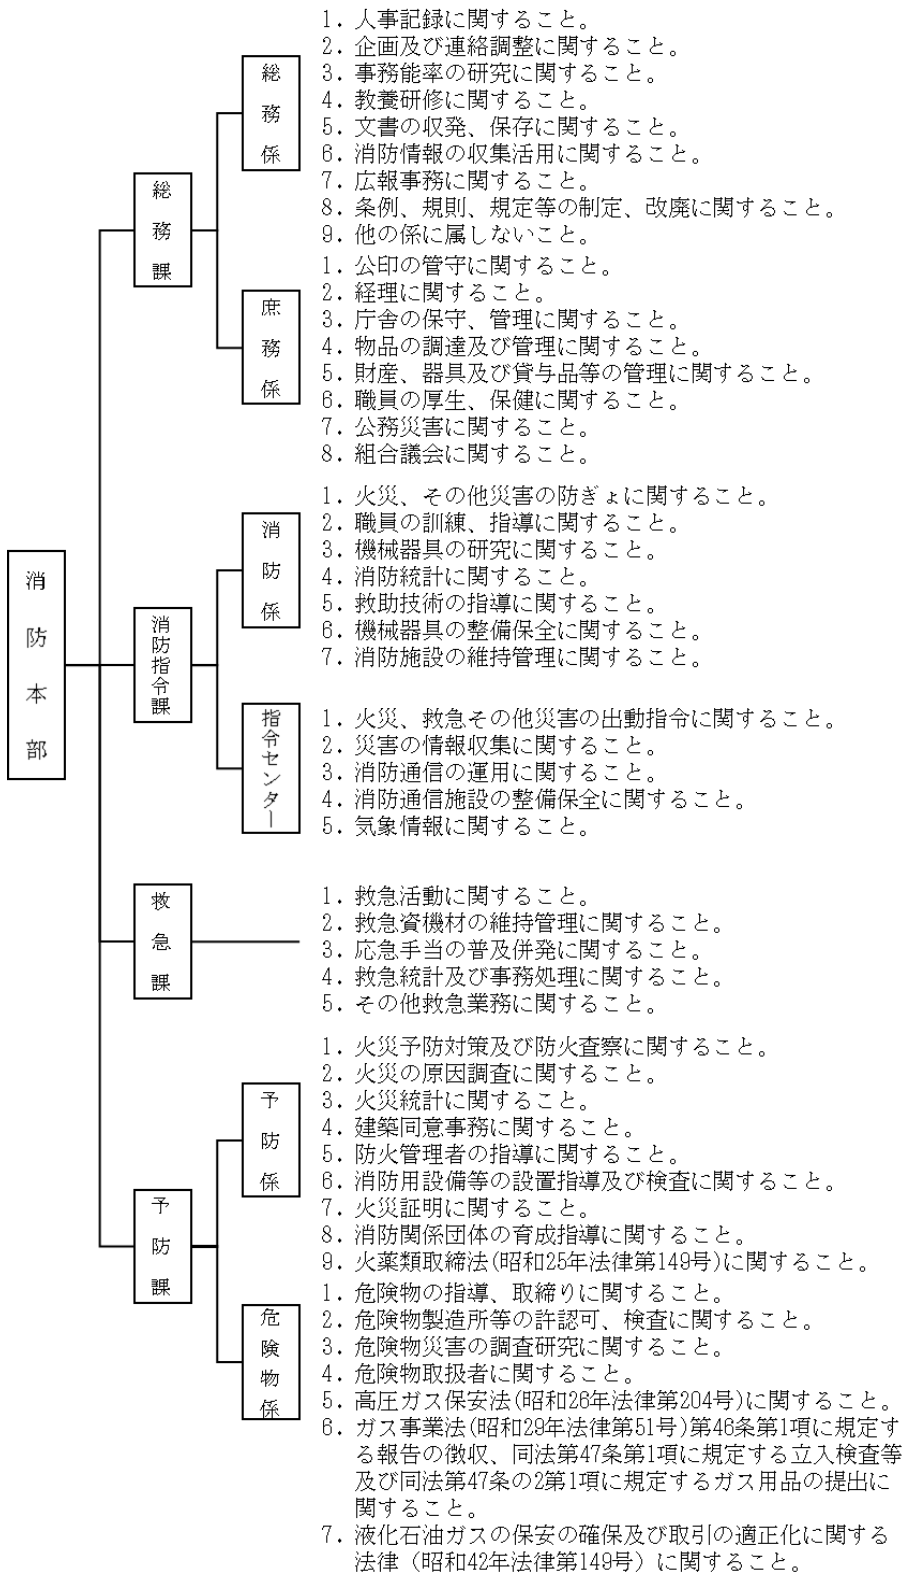 消防本部
総務課
総務係
1．人事記録に関すること。
2．企画及び連絡調整に関すること。
3．事務能率の研究に関すること。
4．教養研修に関すること。
5．文書の収発、保存に関すること。
6．消防情報の収集活用に関すること。
7．広報事務に関すること。
8．条例、規則、規定等の制定、改廃に関すること。
9．他の係に属しないこと。
庶務係
1．公印の管守に関すること。
2．経理に関すること。
3．庁舎の保守、管理に関すること。
4．物品の調達及び管理に関すること。
5．財産、器具及び貸与品等の管理に関すること。
6．職員の厚生、保健に関すること。
7．公務災害に関すること。
8．組合議会に関すること。
消防指令課
消防係
1．火災、その他災害の防ぎょに関すること。
2．職員の訓練、指導に関すること。
3．機械器具の研究に関すること。
4．消防統計に関すること。
5．救助技術の指導に関すること。
6．機械器具の整備保全に関すること。
7．消防施設の維持管理に関すること。
指令センター
1．火災、救急その他災害の出動指令に関すること。
2．災害の情報収集に関すること。
3．消防通信の運用に関すること。
4．消防通信施設の整備保全に関すること。
5．気象情報に関すること。
救急課
1．救急活動に関すること。
2．救急資機材の維持管理に関すること。
3．応急手当の普及併発に関すること。
4．救急統計及び事務処理に関すること。
5．その他救急業務に関すること。
予防課
予防係
1．火災予防対策及び防火査察に関すること。
2．火災の原因調査に関すること。
3．火災統計に関すること。
4．建築同意事務に関すること。
5．防火管理者の指導に関すること。
6．消防用設備等の設置指導及び検査に関すること。
7．火災証明に関すること。
8．消防関係団体の育成指導に関すること。
9．火薬類取締法(昭和25年法律第149号)に関すること。
危険物係
1．危険物の指導、取締りに関すること。
2．危険物製造所等の許認可、検査に関すること。
3．危険物災害の調査研究に関すること。
4．危険物取扱者に関すること。
5．高圧ガス保安法(昭和26年法律第204号)に関すること。
6．ガス事業法(昭和29年法律第51号)第46条第1項に規定す
る報告の徴収、同法第47条第1項に規定する立入検査等
及び同法第47条の2第1項に規定するガス用品の提出に
関すること。
7．液化石油ガスの保安の確保及び取引の適正化に関する
法律（昭和42年法律第149号）に関すること。